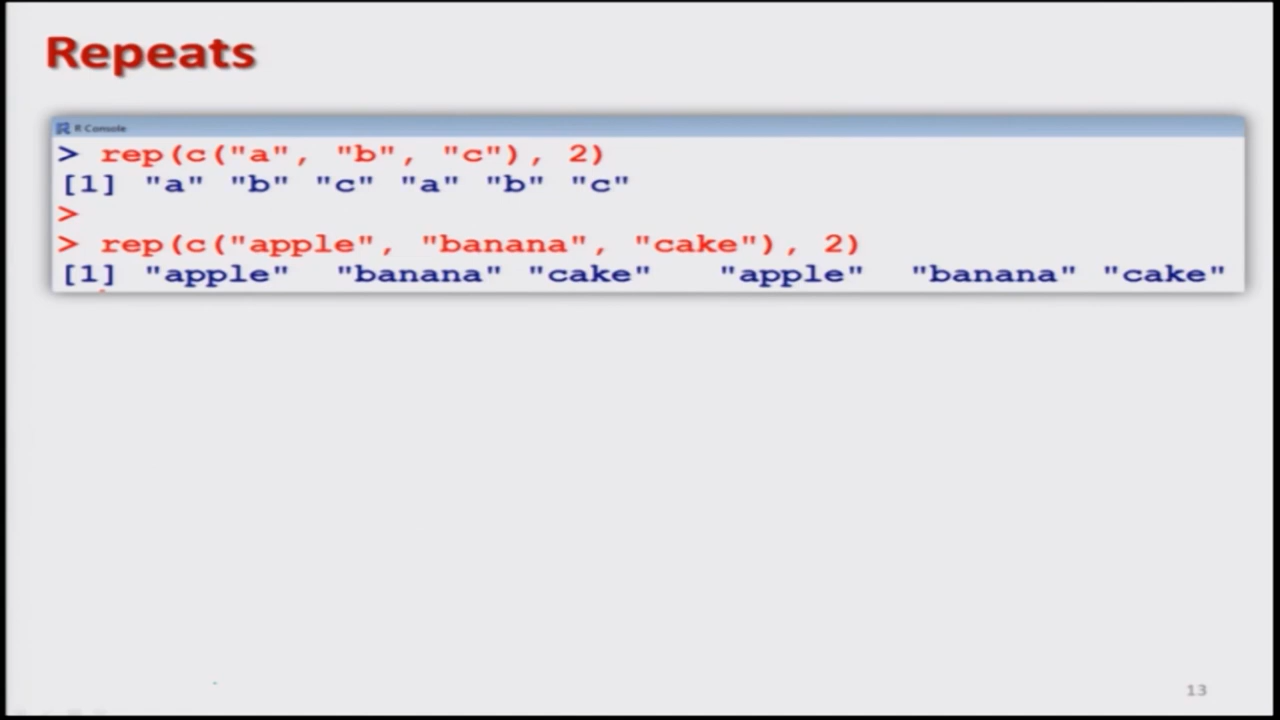 Repeats
R Console
> rep(c("a", "b", "c"), 2)
[1] "a" "b" "c" "a" "b" "c"
>
> rep(c("apple", "banana", "cake"), 2)
[1] "apple"  "banana" "cake"   "apple"  "banana" "cake"
13